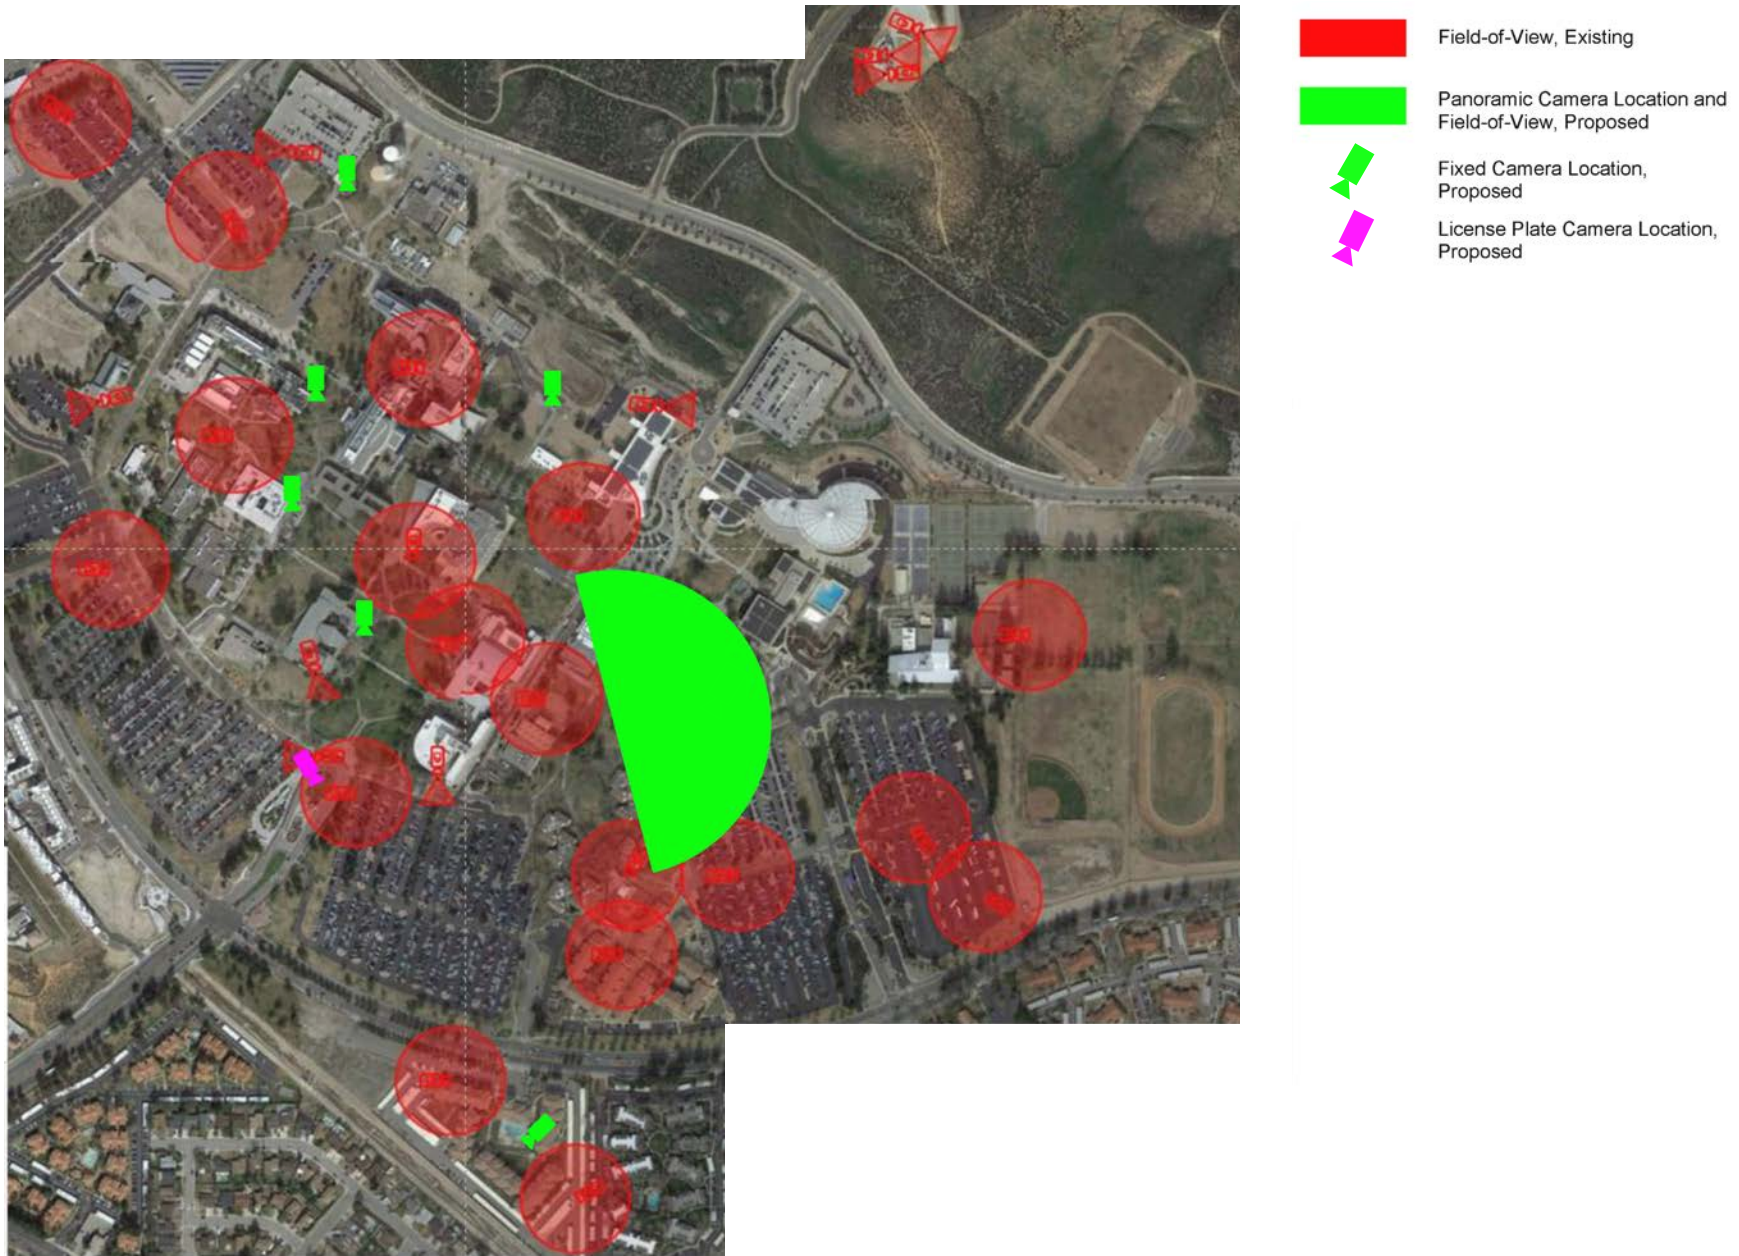 Field-of-View, Existing
Panoramic Camera Location and
Field-of-View, Proposed
Fixed Camera Location,
Proposed
License Plate Camera Location,
Proposed